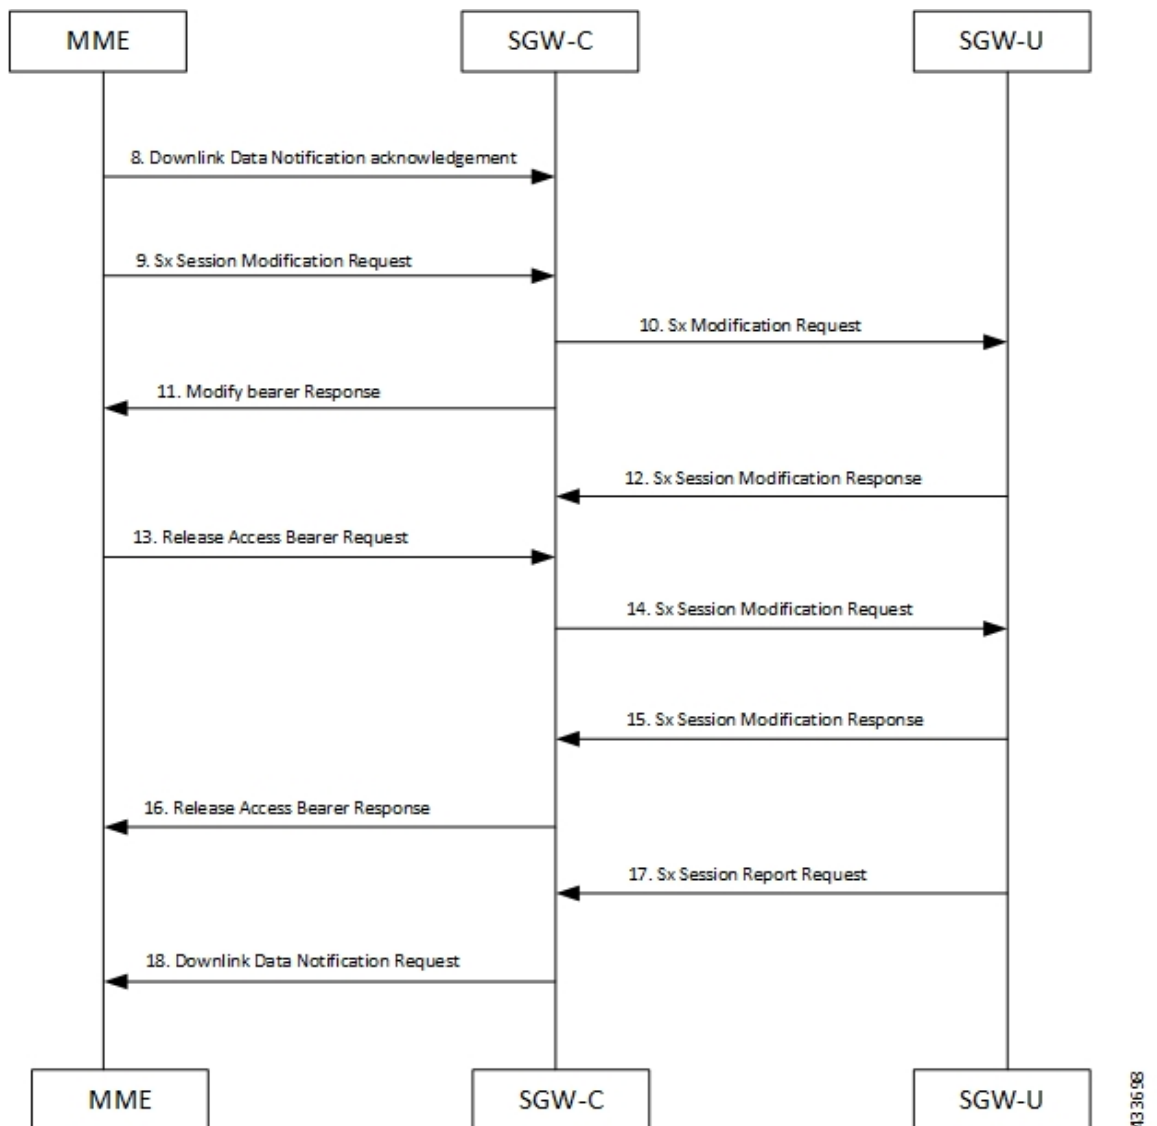 MME
SGW-C
SGW-U
8. Downlink Data Notification acknowledgement
9. Sx Session Modification Request
10. Sx Modification Request
11. Modify bearer Response
12. Sx Session Modification Response
13. Release Access Bearer Request
14. Sx Session Modification Request
15. Sx Session Modification Response
16. Release Access Bearer Response
17. Sx Session Report Request
18. Downlink Data Notification Request
MME
SGW-C
SGW-U
433698